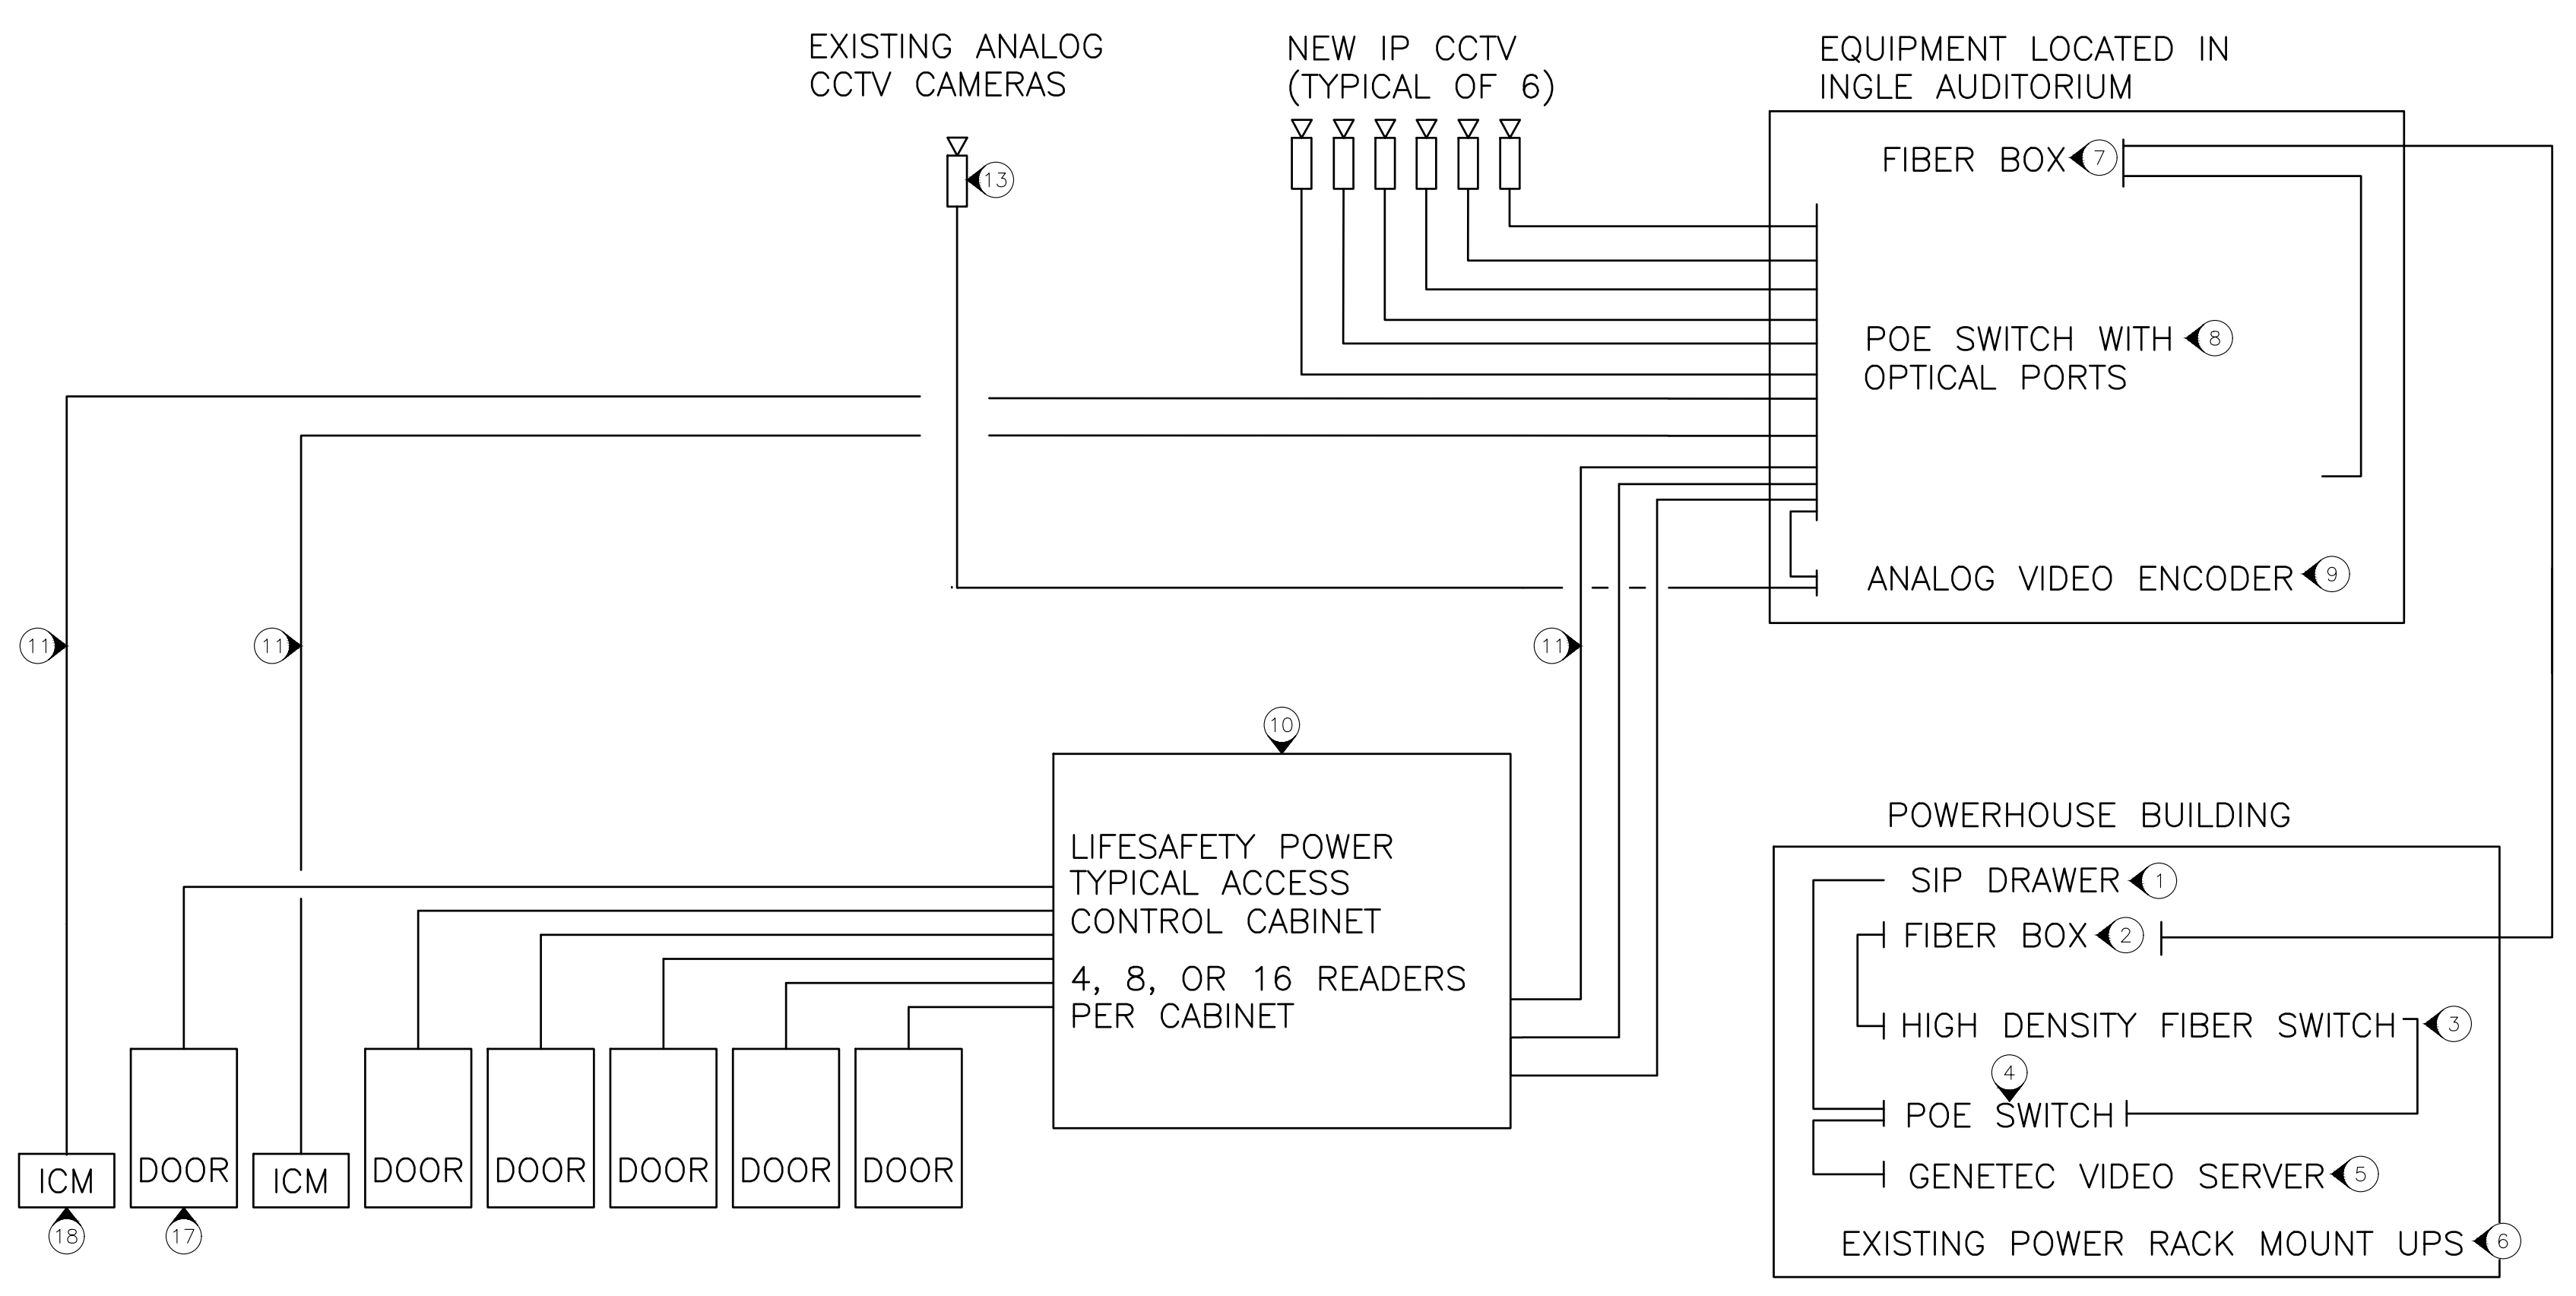 EXISTING ANALOG
CCTV CAMERAS
13
NEW IP CCTV
(TYPICAL OF 6)
EQUIPMENT LOCATED IN
INGLE AUDITORIUM
FIBER BOX 7
POE SWITCH WITH 8
OPTICAL PORTS
ANALOG VIDEO ENCODER 9
11
11
11
10
LIFESAFETY POWER
TYPICAL ACCESS
CONTROL CABINET
4, 8, OR 16 READERS
PER CABINET
POWERHOUSE BUILDING
SIP DRAWER 1
FIBER BOX 2
HIGH DENSITY FIBER SWITCH 3
4
POE SWITCH
GENETEC VIDEO SERVER 5
EXISTING POWER RACK MOUNT UPS 6
ICM
DOOR
ICM
DOOR
DOOR
DOOR
DOOR
DOOR
18
17